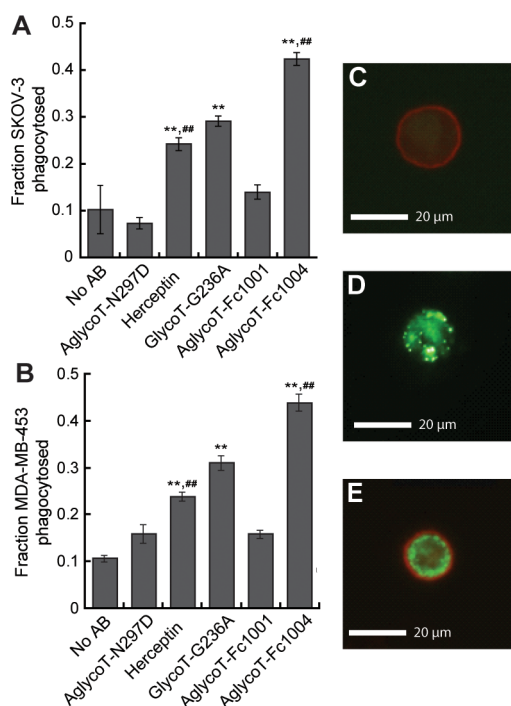 A
0.5
0.4
0.3
0.2
0.1
0
Fraction SKOV-3
phagocytosed
**,##
**
**,##
No AB
AglycoT-N297D
Herceptin
GlycoT-G236A
AglycoT-Fc1001
AglycoT-Fc1004
B
0.5
0.4
0.3
0.2
0.1
0
Fraction MDA-MB-453
phagocytosed
**,##
**
**,##
No AB
AglycoT-N297D
Herceptin
GlycoT-G236A
AglycoT-Fc1001
AglycoT-Fc1004
C
20 µm
D
20 µm
E
20 µm